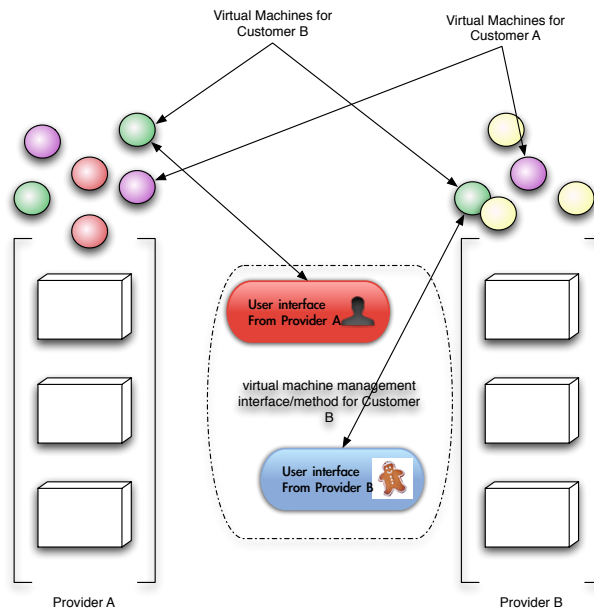 Virtual Machines for
Customer B
Virtual Machines for
Customer A
User interface
From Provider A
virtual machine management
interface/method for Customer
B
User interface
From Provider B
Provider A
Provider B